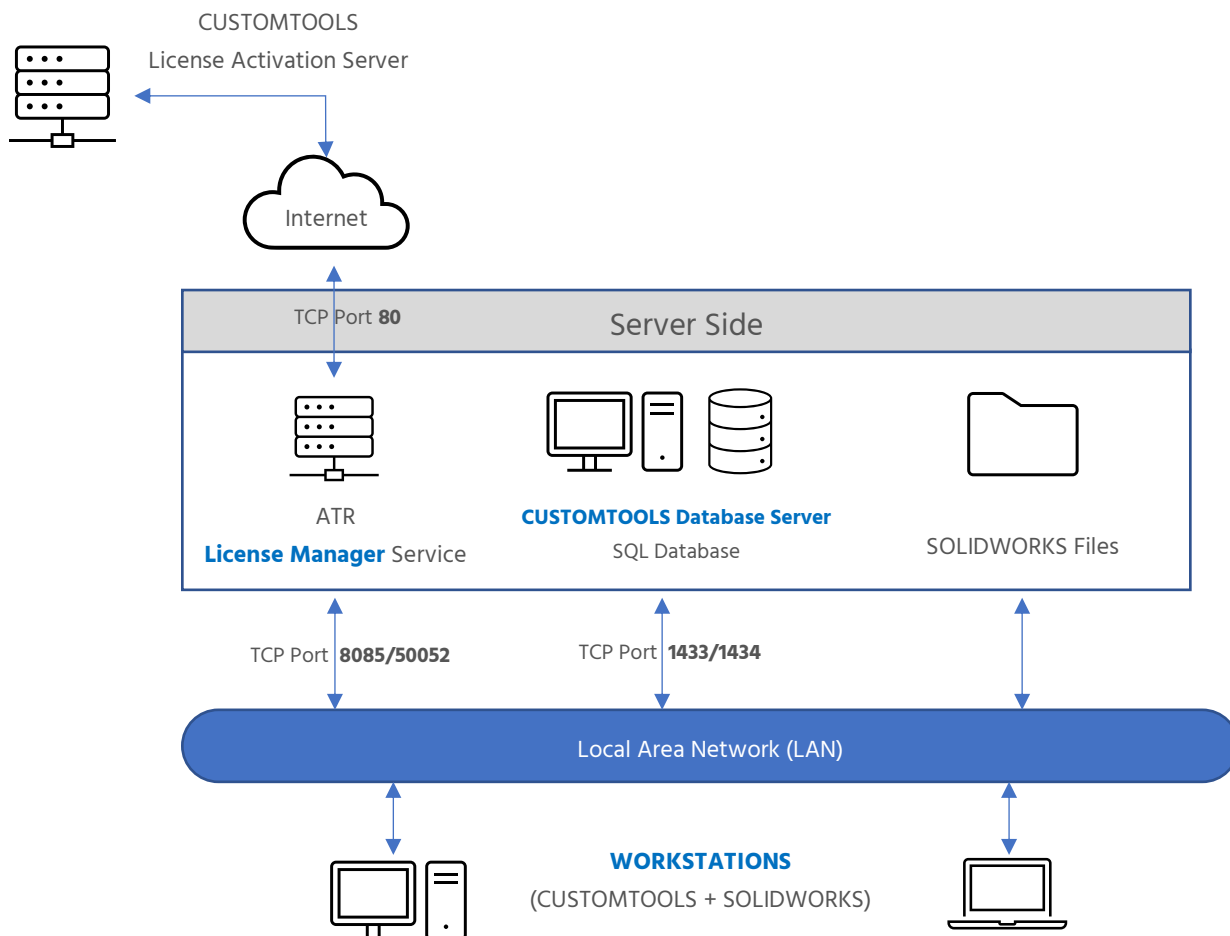 CUSTOMTOOLS
License Activation Server
Internet
TCP Port 80
Server Side
ATR
License Manager Service
CUSTOMTOOLS Database Server
SQL Database
SOLIDWORKS Files
TCP Port 8085/50052
TCP Port 1433/1434
Local Area Network (LAN)
WORKSTATIONS
(CUSTOMTOOLS + SOLIDWORKS)